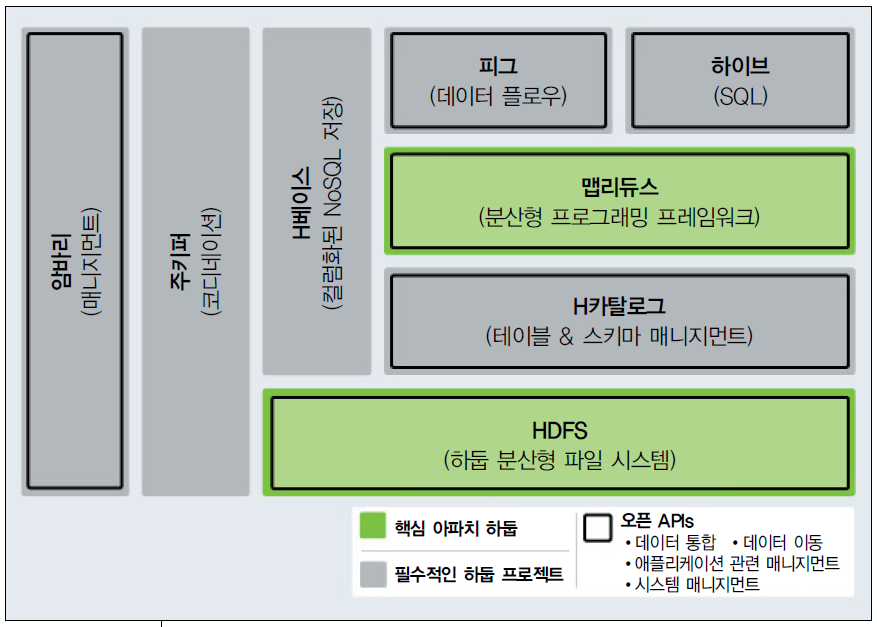 암바리
(매니지먼트)
주키퍼
(코디네이션)
H베이스
(컬럼화된 NoSQL 저장)
피그
(데이터 플로우)
하이브
(SQL)
맵리듀스
(분산형 프로그래밍 프레임워크)
H카탈로그
(테이블 & 스키마 매니지먼트)
HDFS
(하둡 분산형 파일 시스템)
핵심 아파치 하둡
필수적인 하둡 프로젝트
오픈 APIs
• 데이터 통합 • 데이터 이동
• 애플리케이션 관련 매니지먼트
• 시스템 매니지먼트